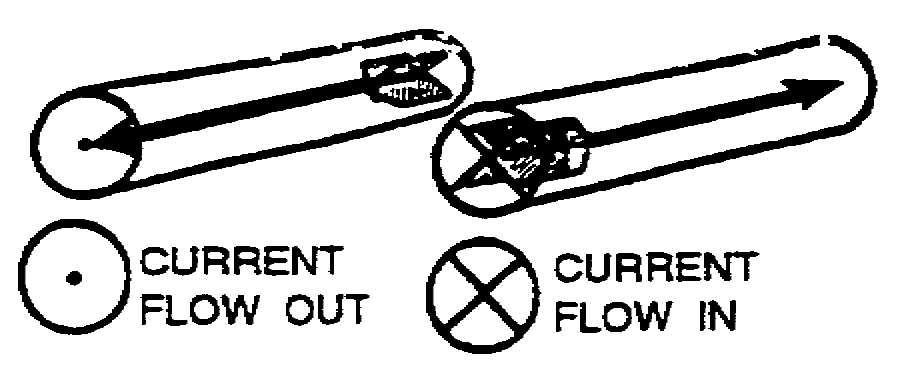 CURRENT
FLOW OUT
CURRENT
FLOW IN